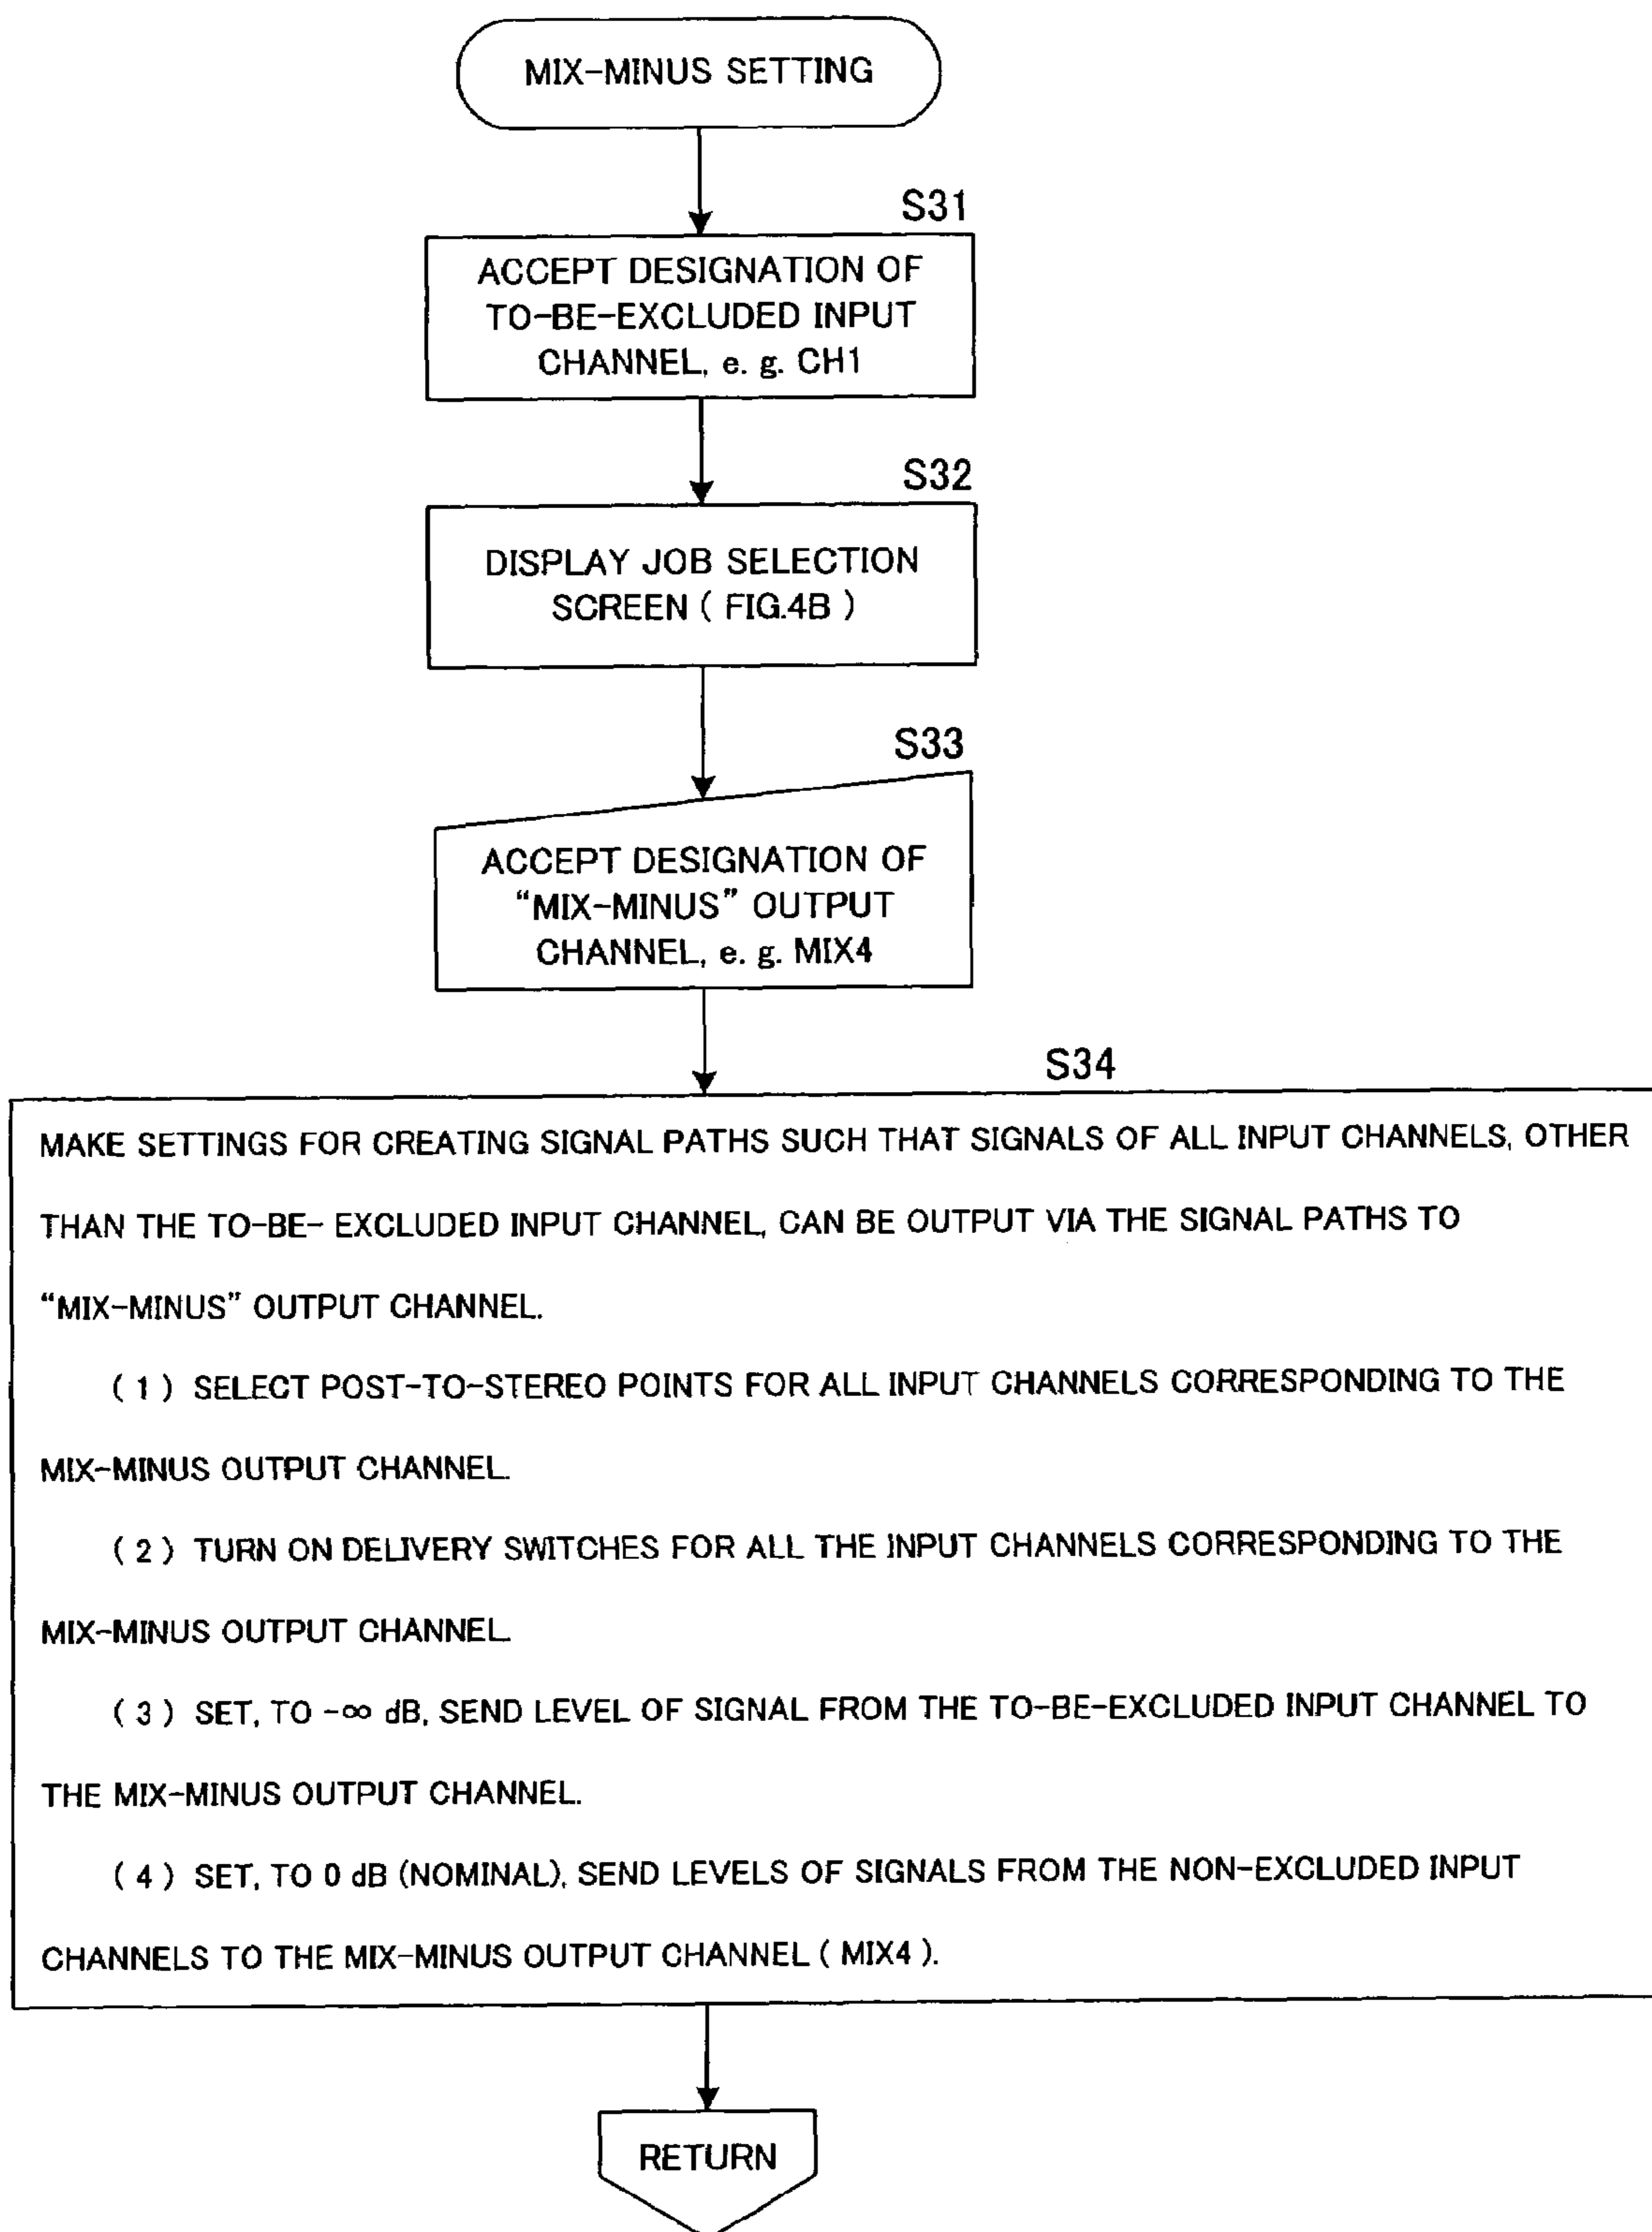 MIX-MINUS SETTING
S31
ACCEPT DESIGNATION OF
TO-BE-EXCLUDED INPUT
CHANNEL, e. g. CH1
S32
DISPLAY JOB SELECTION
SCREEN ( FIG.4B )
S33
ACCEPT DESIGNATION OF
“MIX-MINUS” OUTPUT
CHANNEL, e. g. MIX4
S34
MAKE SETTINGS FOR CREATING SIGNAL PATHS SUCH THAT SIGNALS OF ALL INPUT CHANNELS, OTHER
THAN THE TO-BE- EXCLUDED INPUT CHANNEL, CAN BE OUTPUT VIA THE SIGNAL PATHS TO
“MIX-MINUS” OUTPUT CHANNEL.
( 1 ) SELECT POST-TO-STEREO POINTS FOR ALL INPUT CHANNELS CORRESPONDING TO THE
MIX-MINUS OUTPUT CHANNEL.
( 2 ) TURN ON DELIVERY SWITCHES FOR ALL THE INPUT CHANNELS CORRESPONDING TO THE
MIX-MINUS OUTPUT CHANNEL.
( 3 ) SET, TO -∞ dB, SEND LEVEL OF SIGNAL FROM THE TO-BE-EXCLUDED INPUT CHANNEL TO
THE MIX-MINUS OUTPUT CHANNEL.
( 4 ) SET, TO 0 dB (NOMINAL), SEND LEVELS OF SIGNALS FROM THE NON-EXCLUDED INPUT
CHANNELS TO THE MIX-MINUS OUTPUT CHANNEL ( MIX4 ).
RETURN